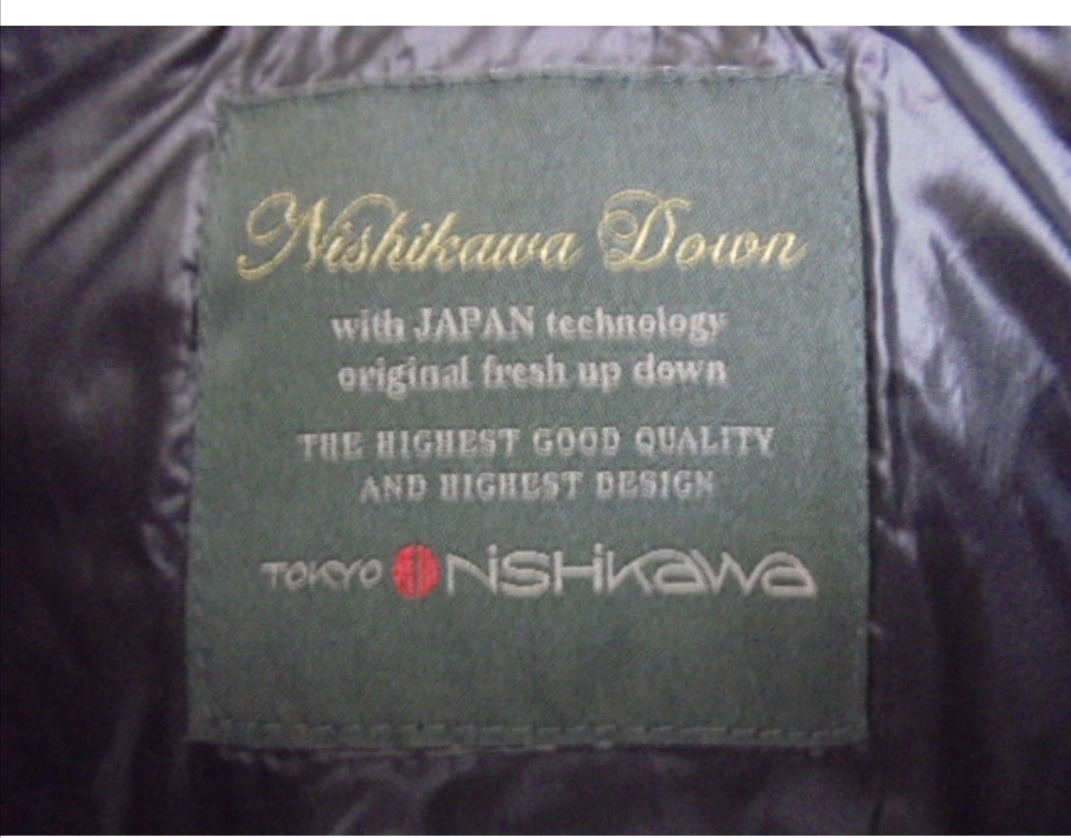 Nishikawa Down
with JAPAN technology
original fresh up down
THE HIGHEST GOOD QUALITY
AND HIGHEST DESIGN
TOKYO NiSHiKaWa